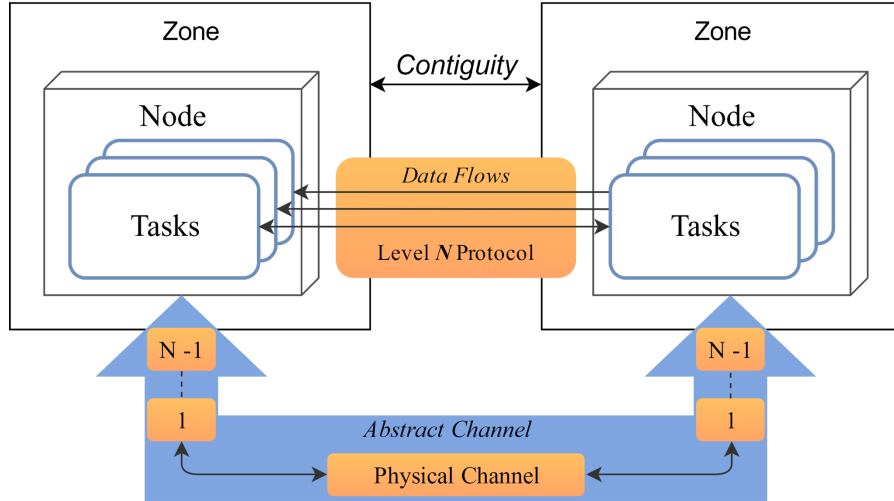 Zone
Zone
Contiguity
Node
Node
Data Flows
Tasks
Tasks
Level N Protocol
N -1
N -1
1
1
Abstract Channel
Physical Channel